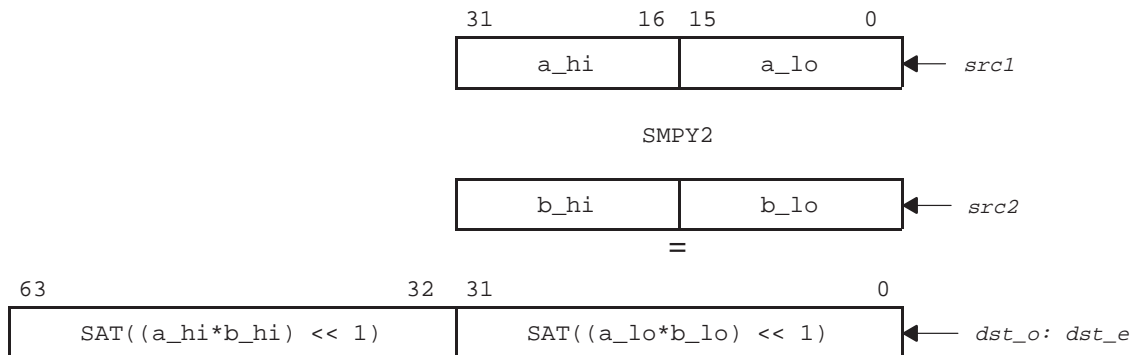 31 16 15 0
a_hi a_lo src1
SMPY2
b_hi b_lo src2
=
63 32 31 0
SAT((a_hi*b_hi) << 1) SAT((a_lo*b_lo) << 1) dst_o: dst_e